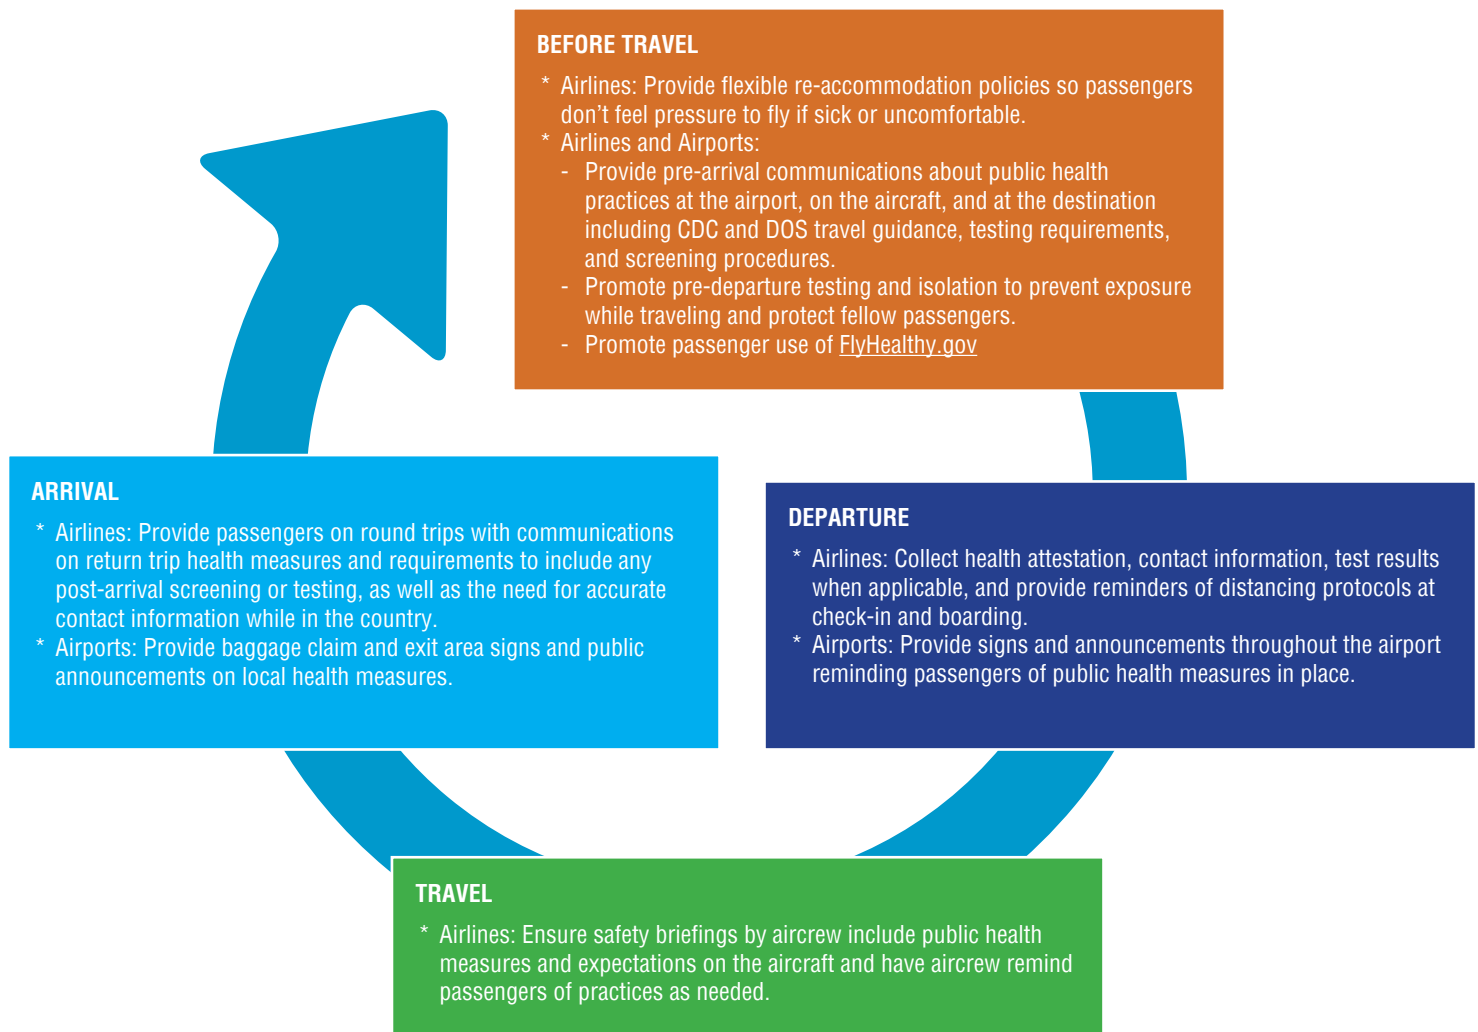 BEFORE TRAVEL
* Airlines: Provide flexible re-accommodation policies so passengers
don’t feel pressure to fly if sick or uncomfortable.
* Airlines and Airports:
- Provide pre-arrival communications about public health
practices at the airport, on the aircraft, and at the destination
including CDC and DOS travel guidance, testing requirements,
and screening procedures.
- Promote pre-departure testing and isolation to prevent exposure
while traveling and protect fellow passengers.
- Promote passenger use of FlyHealthy.gov
DEPARTURE
* Airlines: Collect health attestation, contact information, test results
when applicable, and provide reminders of distancing protocols at
check-in and boarding.
* Airports: Provide signs and announcements throughout the airport
reminding passengers of public health measures in place.
TRAVEL
* Airlines: Ensure safety briefings by aircrew include public health
measures and expectations on the aircraft and have aircrew remind
passengers of practices as needed.
ARRIVAL
* Airlines: Provide passengers on round trips with communications
on return trip health measures and requirements to include any
post-arrival screening or testing, as well as the need for accurate
contact information while in the country.
* Airports: Provide baggage claim and exit area signs and public
announcements on local health measures.